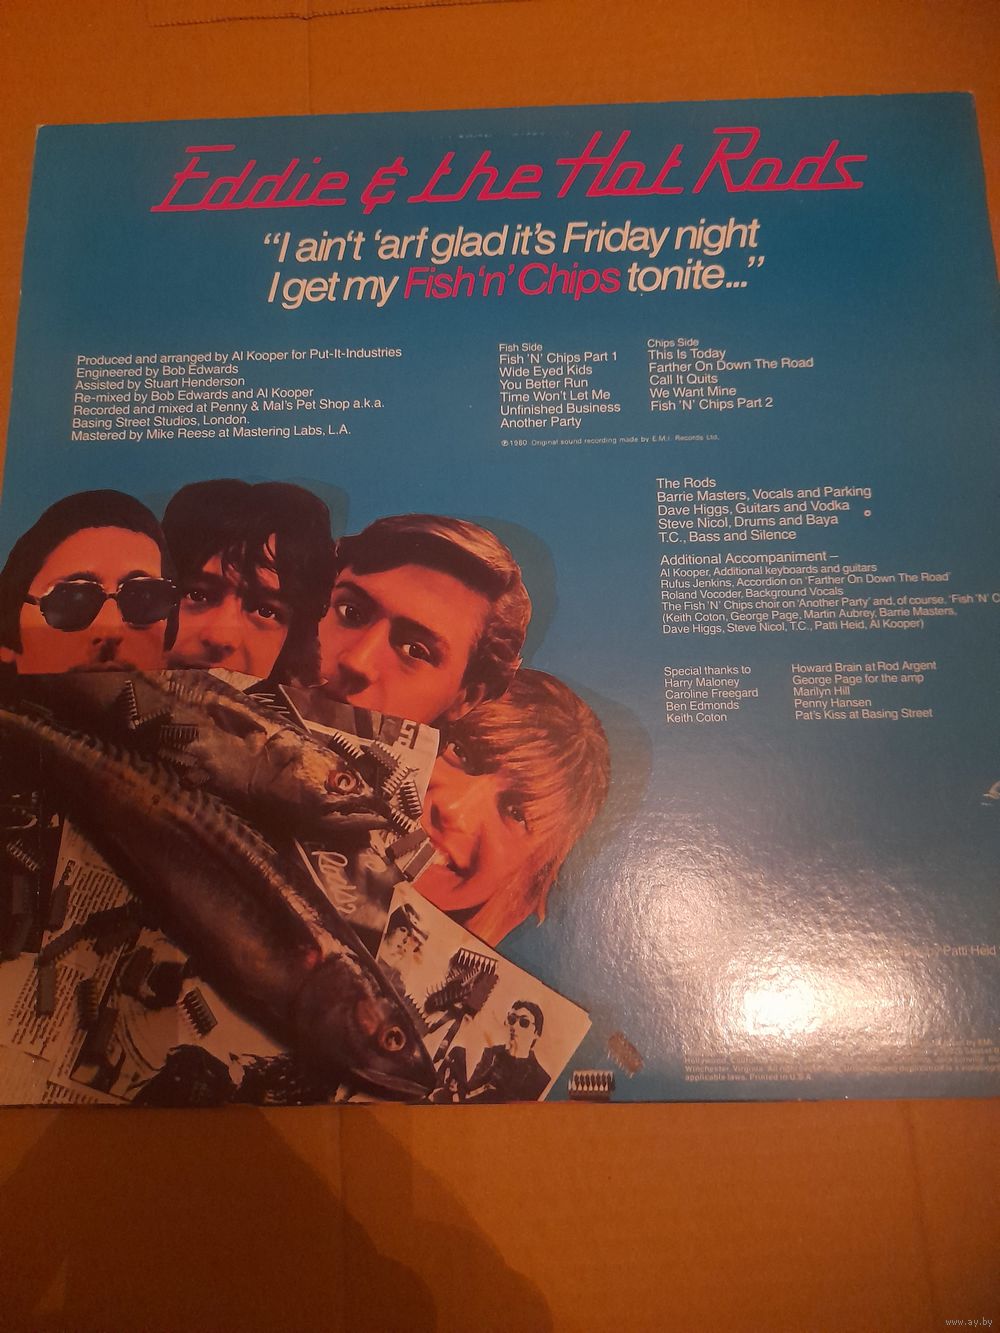 Eddie & the Hot Rods
“I ain't ‘arf glad it's Friday night
I get my Fish ‘n’ Chips tonite...”
Produced and arranged by Al Kooper for Put-It-Industries
Engineered by Bob Edwards
Assisted by Stuart Henderson
Re-mixed by Bob Edwards and Al Kooper
Recorded and mixed at Penny & Mal's Pet Shop a.k.a.
Basing Street Studios, London.
Mastered by Mike Reese at Mastering Labs, L.A.
Fish Side
Fish ‘N’ Chips Part 1
Wide Eyed Kids
You Better Run
Time Won't Let Me
Unfinished Business
Another Party
Chips Side
This Is Today
Farther On Down The Road
Call It Quits
We Want Mine
Fish ‘N’ Chips Part 2
℗1980 Original sound recording made by E.M.I. Records Ltd.
The Rods
Barrie Masters, Vocals and Parking
Dave Higgs, Guitars and Vodka
Steve Nicol, Drums and Baya
T.C., Bass and Silence
Additional Accompaniment –
Al Kooper, Additional keyboards and guitars
Rufus Jenkins, Accordion on ‘Farther On Down The Road’
Roland Vocoder, Background Vocals
The Fish ‘N’ Chips choir on ‘Another Party’ and, of course, ‘Fish ‘N’ C
(Keith Coton, George Page, Martin Aubrey, Barrie Masters,
Dave Higgs, Steve Nicol, T.C., Patti Heid, Al Kooper)
Special thanks to
Harry Maloney
Caroline Freegard
Ben Edmonds
Keith Coton
Howard Brain at Rod Argent
George Page for the amp
Marilyn Hill
Penny Hansen
Pat's Kiss at Basing Street
by Patti Heid
Winchester, Virginia. All rights
applicable laws. Printed in U.S.A.
www.ay.by